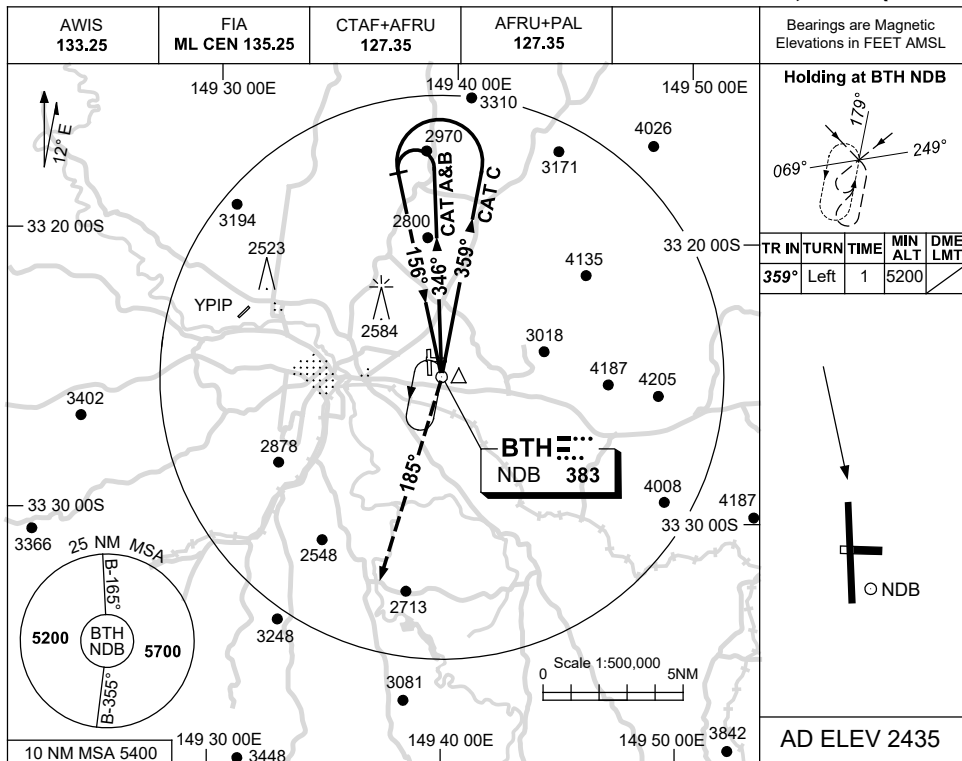 AWIS
133.25
FIA
ML CEN 135.25
CTAF+AFRU
127.35
AFRU+PAL
127.35
Bearings are Magnetic
Elevations in FEET AMSL
149 30 00E
149 40 00E
149 50 00E
3310
12° E
2970
4026
3171
3194
CAT A&B
CAT C
2800
33 20 00S
33 20 00S
2523
156°
346°
359°
4135
YPIP
2584
3018
4187
4205
3402
BTH
NDB 383
2878
185°
4008
4187
33 30 00S
33 30 00S
3366
2548
25 NM MSA
B-165°
5200
BTH
NDB
5700
B-355°
2713
3248
Scale 1:500,000
0
5NM
3081
149 30 00E
149 40 00E
149 50 00E
3842
10 NM MSA 5400
3448
Holding at BTH NDB
179°
249°
069°
TR IN
TURN
TIME
MIN
ALT
DME
LMT
359°
Left
1
5200
NDB
AD ELEV 2435